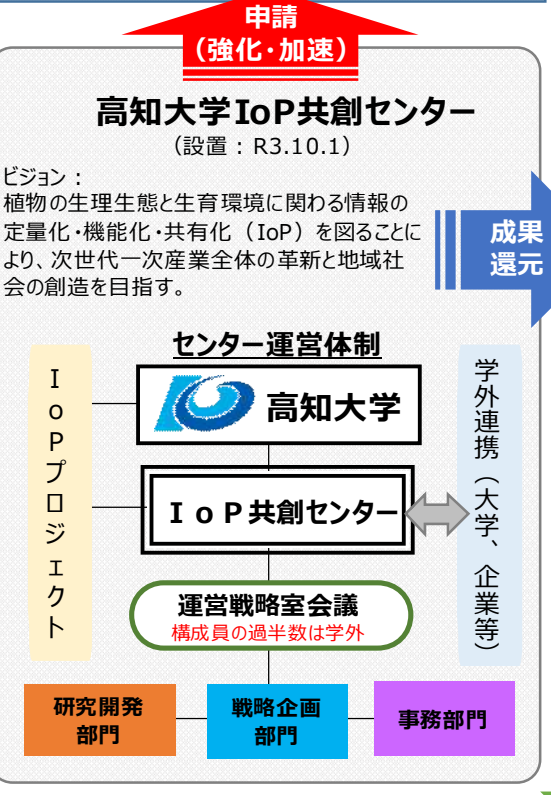 申請
（強化・加速）
高知大学IoP共創センター
（設置：R3.10.1）
ビジョン：
植物の生理生態と生育環境に関わる情報の
定量化・機能化・共有化（IoP）を図ることに
より、次世代一次産業全体の革新と地域社
会の創造を目指す。
成果
還元
センター運営体制
IoPプロジェクト
高知大学
ＩｏＰ共創センター
学外連携（大学、企業等）
運営戦略室会議
構成員の過半数は学外
研究開発
部門
戦略企画
部門
事務部門